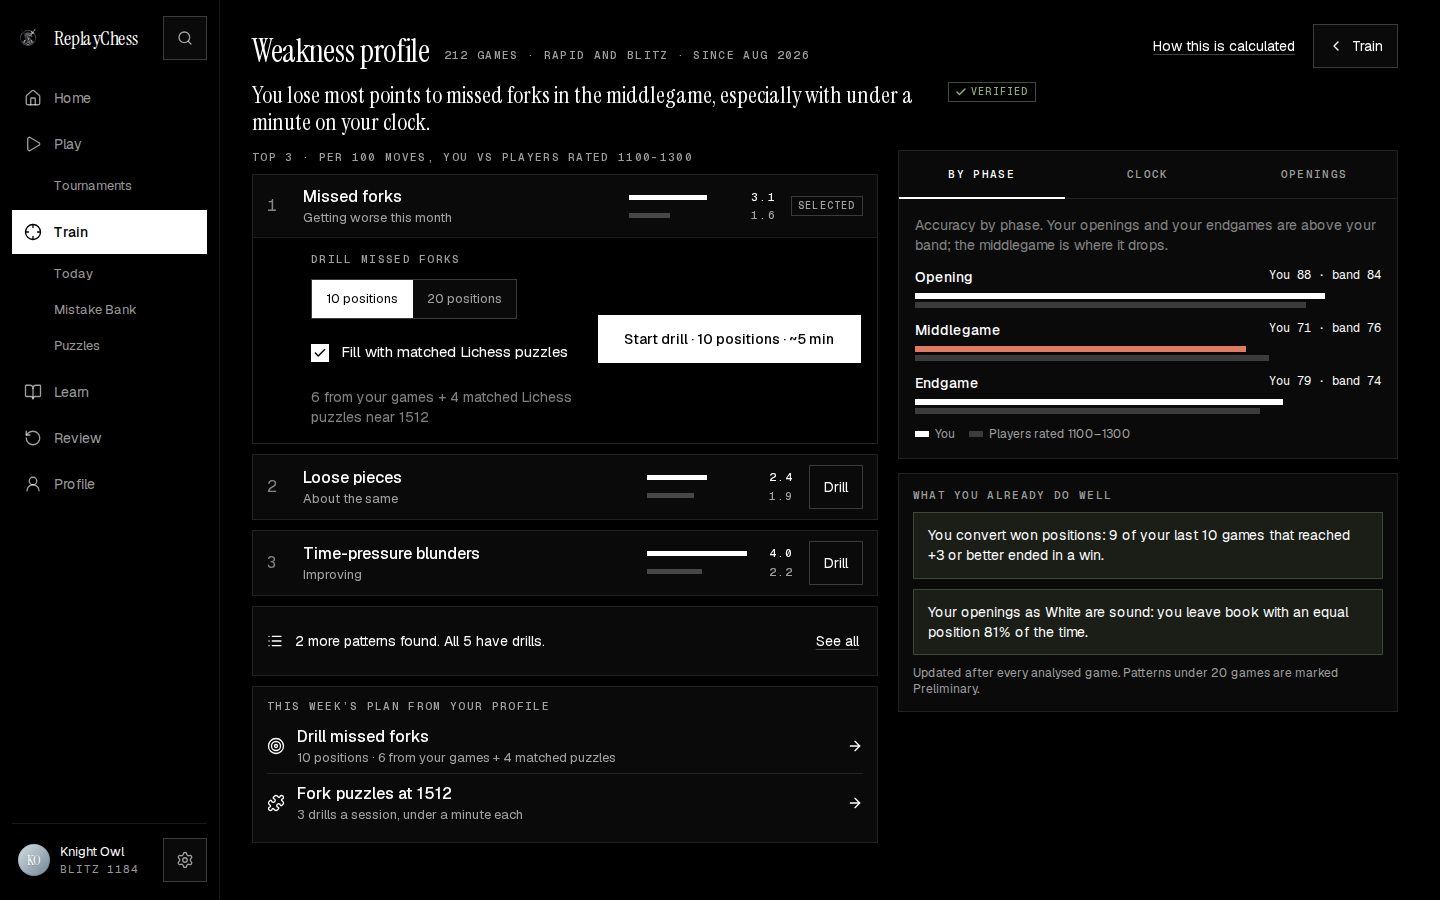 ReplayChess
Home
Play
Tournaments
Train
Today
Mistake Bank
Puzzles
Learn
Review
Profile
KO
Knight Owl
BLITZ 1184
Weakness profile
212 GAMES · RAPID AND BLITZ · SINCE AUG 2026
How this is calculated
Train
You lose most points to missed forks in the middlegame, especially with under a
minute on your clock.
VERIFIED
TOP 3 · PER 100 MOVES, YOU VS PLAYERS RATED 1100-1300
1
Missed forks
Getting worse this month
3.1
1.6
SELECTED
DRILL MISSED FORKS
10 positions
20 positions
Fill with matched Lichess puzzles
Start drill · 10 positions · ~5 min
6 from your games + 4 matched Lichess
puzzles near 1512
2
Loose pieces
About the same
2.4
1.9
Drill
3
Time-pressure blunders
Improving
4.0
2.2
Drill
2 more patterns found. All 5 have drills.
See all
THIS WEEK'S PLAN FROM YOUR PROFILE
Drill missed forks
10 positions · 6 from your games + 4 matched puzzles
Fork puzzles at 1512
3 drills a session, under a minute each
BY PHASE
CLOCK
OPENINGS
Accuracy by phase. Your openings and your endgames are above your
band; the middlegame is where it drops.
Opening
You 88 · band 84
Middlegame
You 71 · band 76
Endgame
You 79 · band 74
You
Players rated 1100–1300
WHAT YOU ALREADY DO WELL
You convert won positions: 9 of your last 10 games that reached
+3 or better ended in a win.
Your openings as White are sound: you leave book with an equal
position 81% of the time.
Updated after every analysed game. Patterns under 20 games are marked
Preliminary.